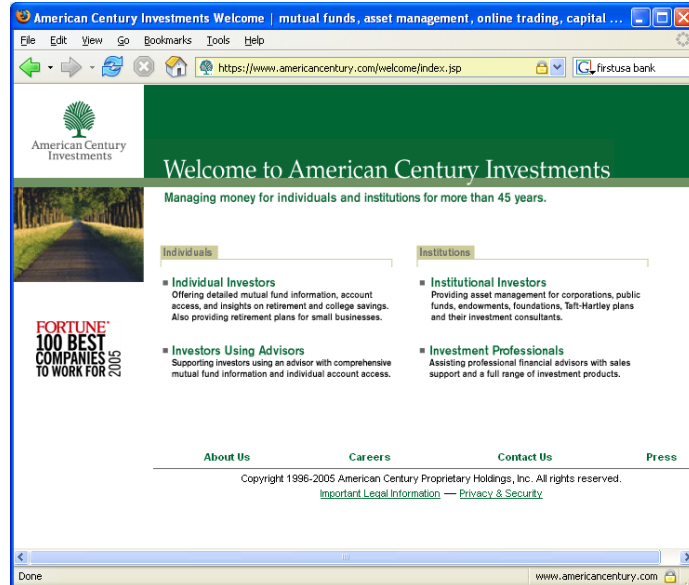 American Century Investments Welcome | mutual funds, asset management, online trading, capital ...
File Edit View Go Bookmarks Tools Help
https://www.americancentury.com/welcome/index.jsp
G firstusa bank
American Century
Investments
Welcome to American Century Investments
Managing money for individuals and institutions for more than 45 years.
Individuals
Individual Investors
Offering detailed mutual fund information, account
access, and insights on retirement and college savings.
Also providing retirement plans for small businesses.
Investors Using Advisors
Supporting investors using an advisor with comprehensive
mutual fund information and individual account access.
Institutions
Institutional Investors
Providing asset management for corporations, public
funds, endowments, foundations, Taft-Hartley plans
and their investment consultants.
Investment Professionals
Assisting professional financial advisors with sales
support and a full range of investment products.
FORTUNE
100 BEST
COMPANIES
TO WORK FOR 2005
About Us Careers Contact Us Press
Copyright 1996-2005 American Century Proprietary Holdings, Inc. All rights reserved.
Important Legal Information — Privacy & Security
Done www.americancentury.com